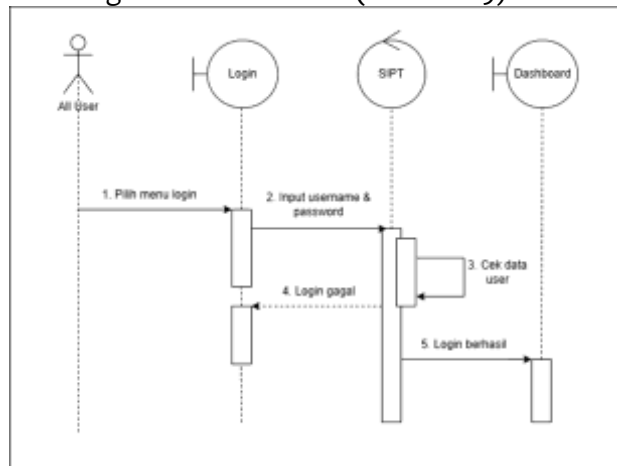 All User
Login
SIPT
Dashboard
1. Pilih menu login
2. Input username &
password
3. Cek data
user
4. Login gagal
5. Login berhasil